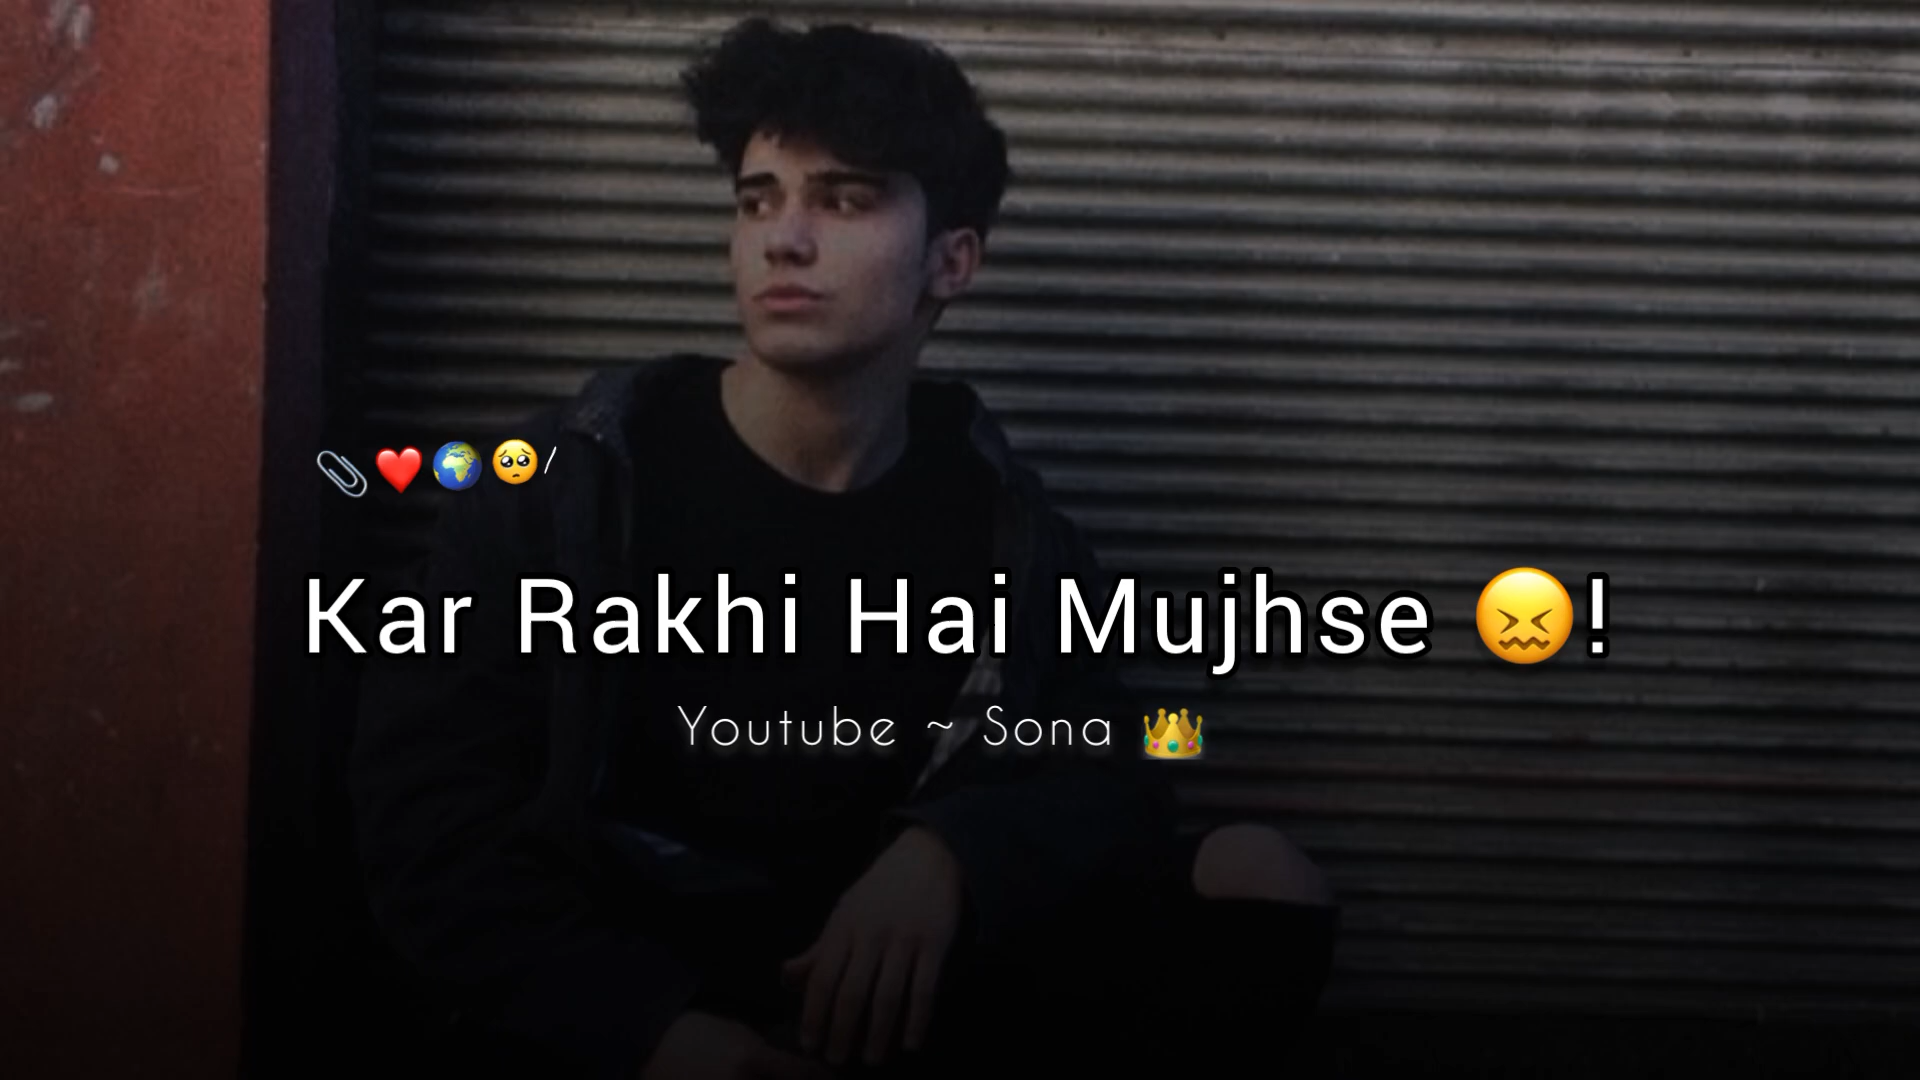 📎❤️🌍🥺/
Kar Rakhi Hai Mujhse 😖!
Youtube ~ Sona 👑